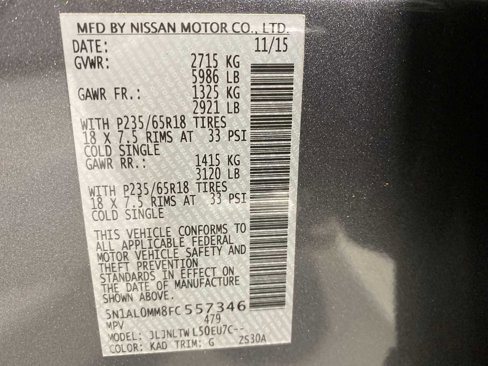 MFD BY NISSAN MOTOR CO., LTD.
DATE: 11/15
GVWR: 2715 KG
5986 LB
GAWR FR.: 1325 KG
2921 LB
WITH P235/65R18 TIRES
18 X 7.5 RIMS AT 33 PSI
COLD SINGLE
GAWR RR.: 1415 KG
3120 LB
WITH P235/65R18 TIRES
18 X 7.5 RIMS AT 33 PSI
COLD SINGLE
THIS VEHICLE CONFORMS TO
ALL APPLICABLE FEDERAL
MOTOR VEHICLE SAFETY AND
THEFT PREVENTION
STANDARDS IN EFFECT ON
THE DATE OF MANUFACTURE
SHOWN ABOVE.
5N1AL0MM8FC557346
MPV 479
MODEL: JLJNLTWL50EU7C--
COLOR: KAD TRIM: G ZS30A